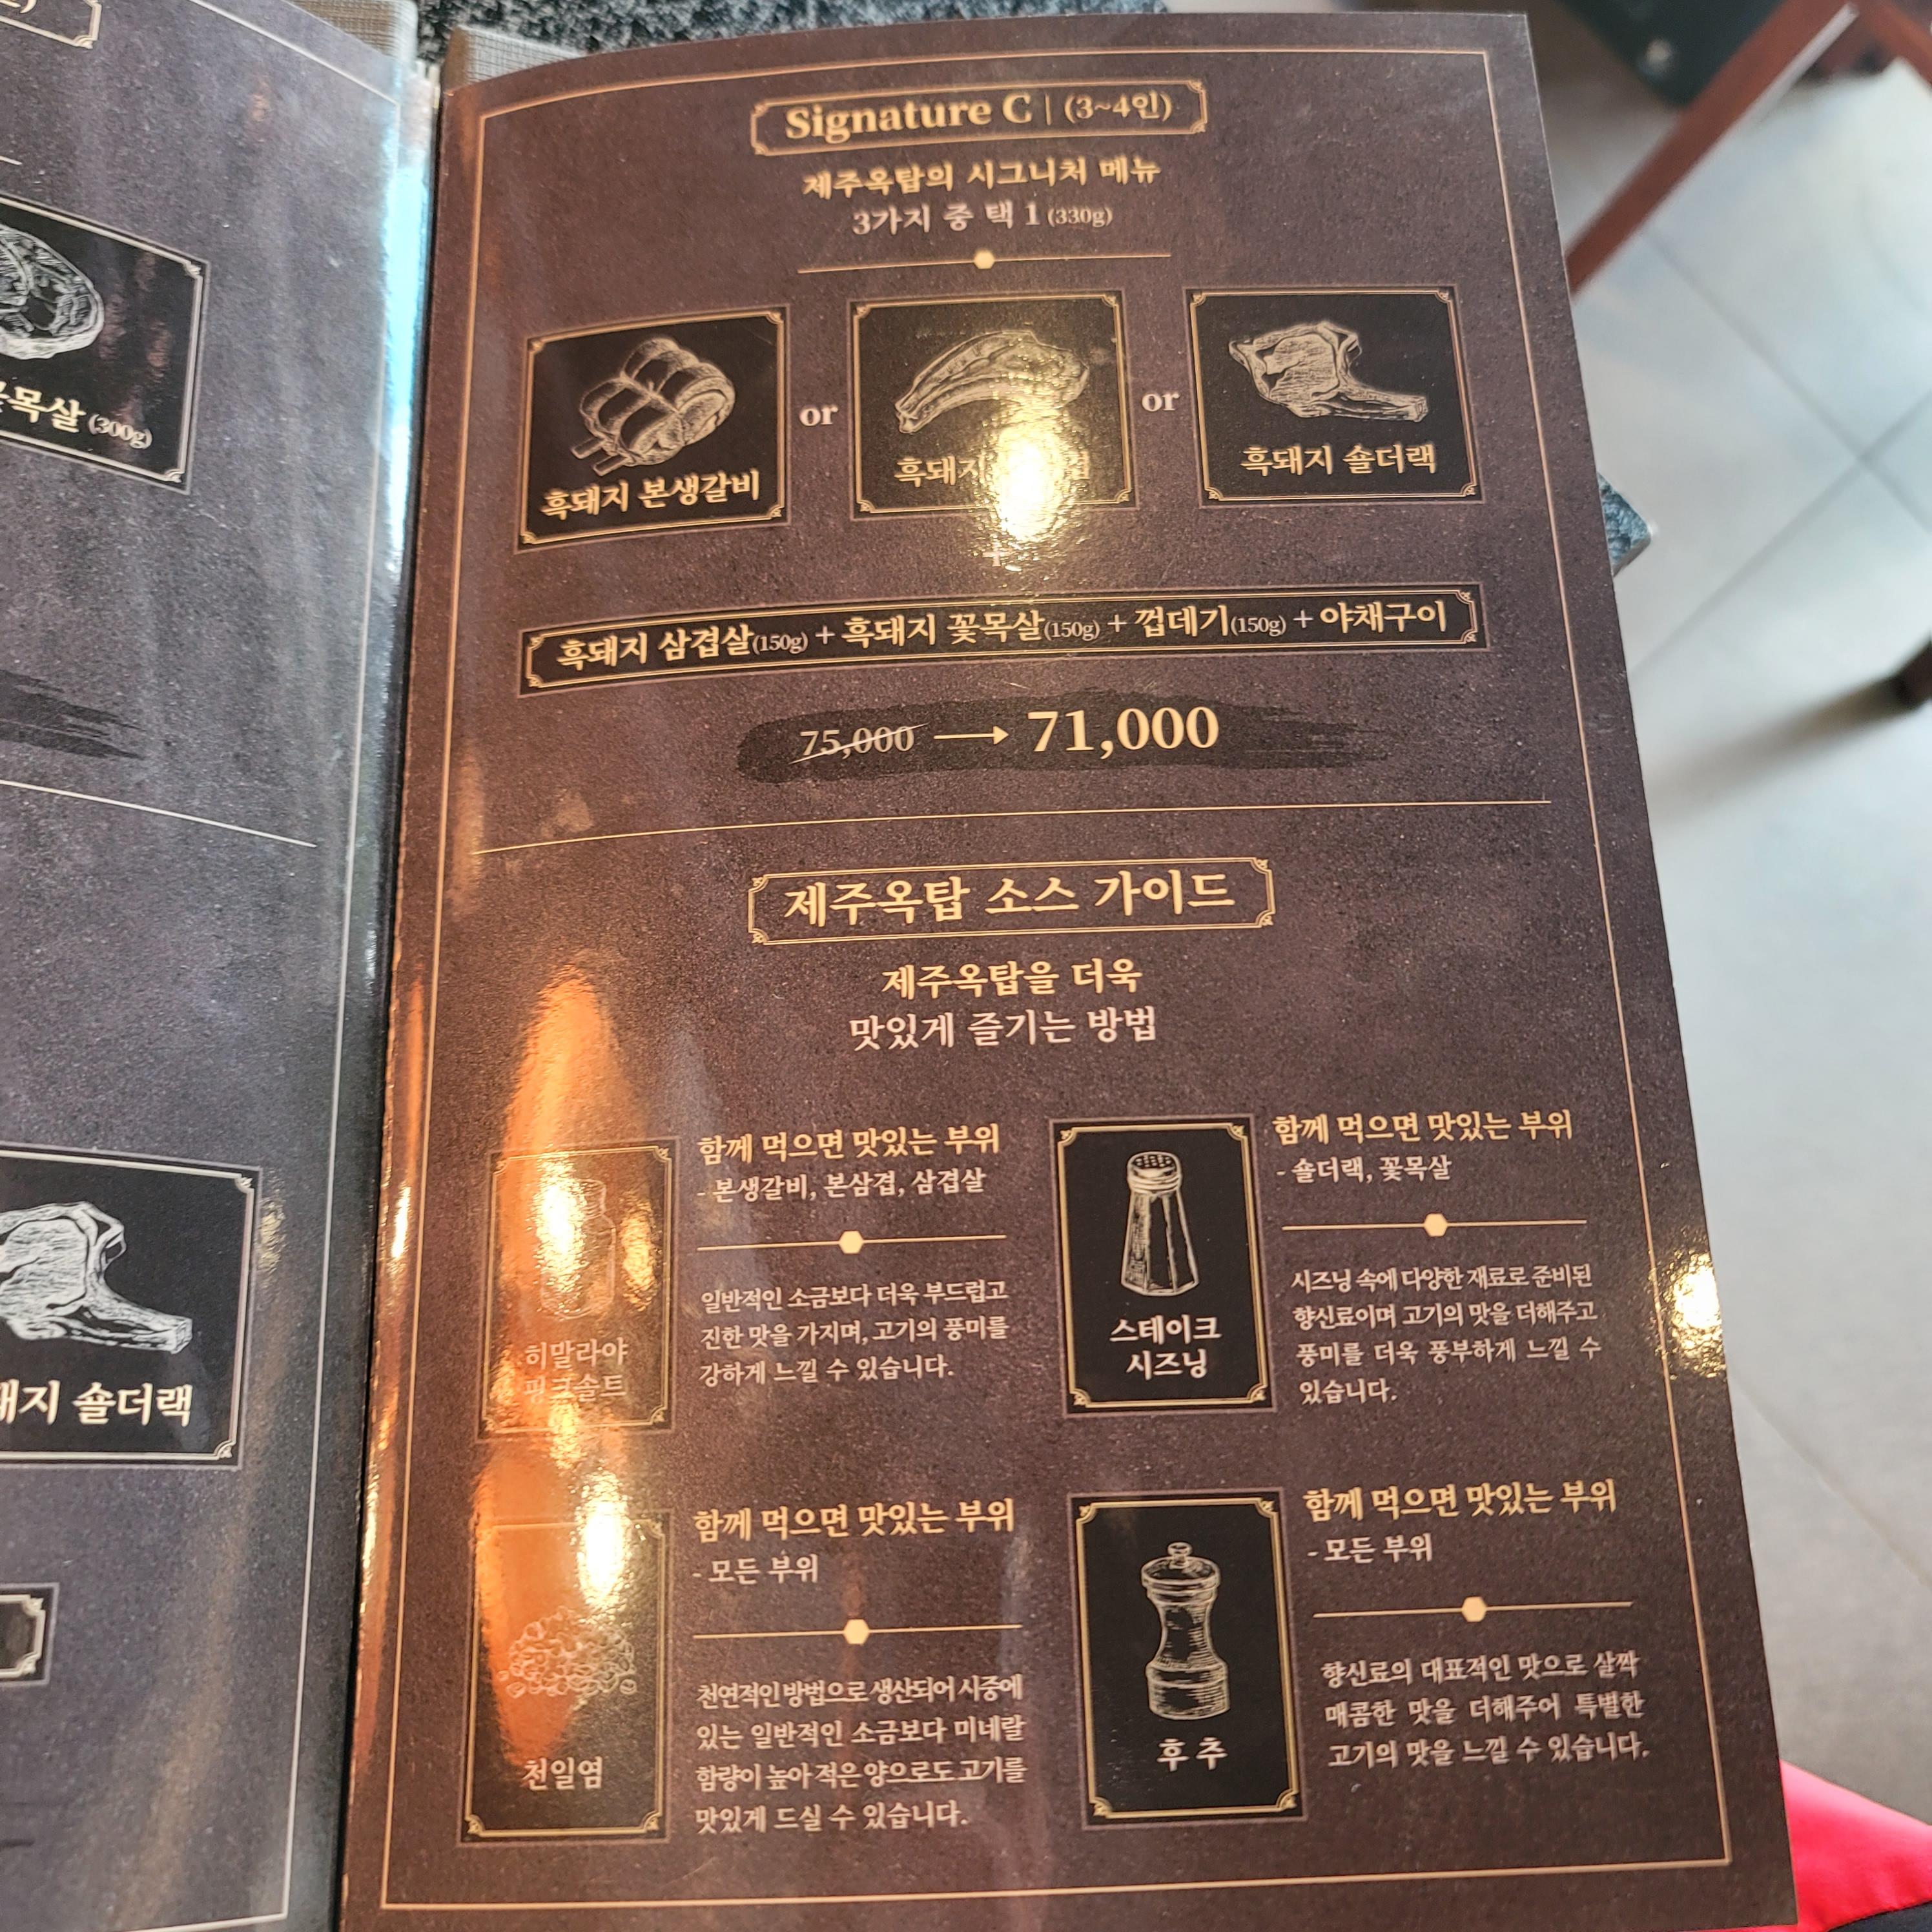 꽃목살 (300g)
돼지 숄더랙
Signature C | (3~4인)
제주옥탑의 시그니처 메뉴
3가지 중 택 1 (330g)
흑돼지 본생갈비
or
흑돼지
or
흑돼지 숄더랙
+
흑돼지 삼겹살(150g) + 흑돼지 꽃목살(150g) + 껍데기(150g) + 야채구이
75,000 → 71,000
제주옥탑 소스 가이드
제주옥탑을 더욱
맛있게 즐기는 방법
히말라야
핑크솔트
함께 먹으면 맛있는 부위
- 본생갈비, 본삼겹, 삼겹살
일반적인 소금보다 더욱 부드럽고
진한 맛을 가지며, 고기의 풍미를
강하게 느낄 수 있습니다.
스테이크
시즈닝
함께 먹으면 맛있는 부위
- 숄더랙, 꽃목살
시즈닝 속에 다양한 재료로 준비된
향신료이며 고기의 맛을 더해주고
풍미를 더욱 풍부하게 느낄 수
있습니다.
천일염
함께 먹으면 맛있는 부위
- 모든 부위
천연적인 방법으로 생산되어 시중에
있는 일반적인 소금보다 미네랄
함량이 높아 적은 양으로도 고기를
맛있게 드실 수 있습니다.
후추
함께 먹으면 맛있는 부위
- 모든 부위
향신료의 대표적인 맛으로 살짝
매콤한 맛을 더해주어 특별한
고기의 맛을 느낄 수 있습니다.